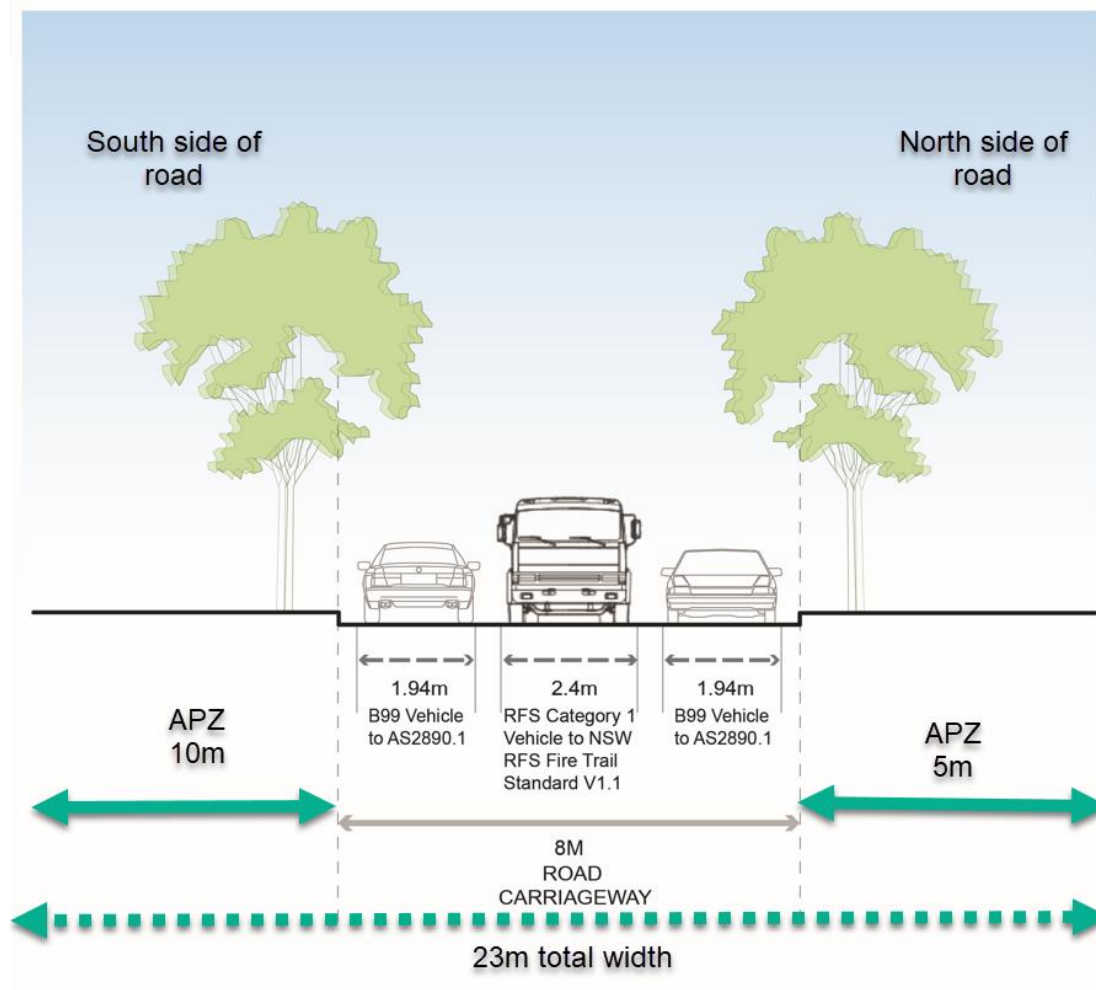 South side of
road
North side of
road
1.94m
B99 Vehicle
to AS2890.1
2.4m
RFS Category 1
Vehicle to NSW
RFS Fire Trail
Standard V1.1
1.94m
B99 Vehicle
to AS2890.1
APZ
10m
APZ
5m
8M
ROAD
CARRIAGEWAY
23m total width